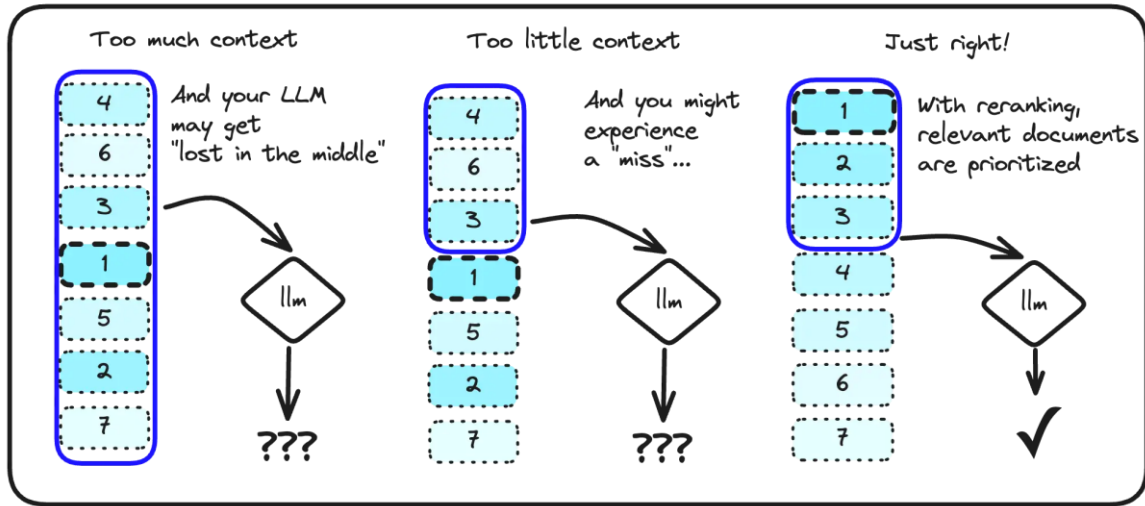 Too much context
4
6
3
1
5
2
7
And your LLM
may get
"lost in the middle"
llm
???
Too little context
4
6
3
1
5
2
7
And you might
experience
a "miss"...
llm
???
Just right!
1
2
3
4
5
6
7
With reranking,
relevant documents
are prioritized
llm